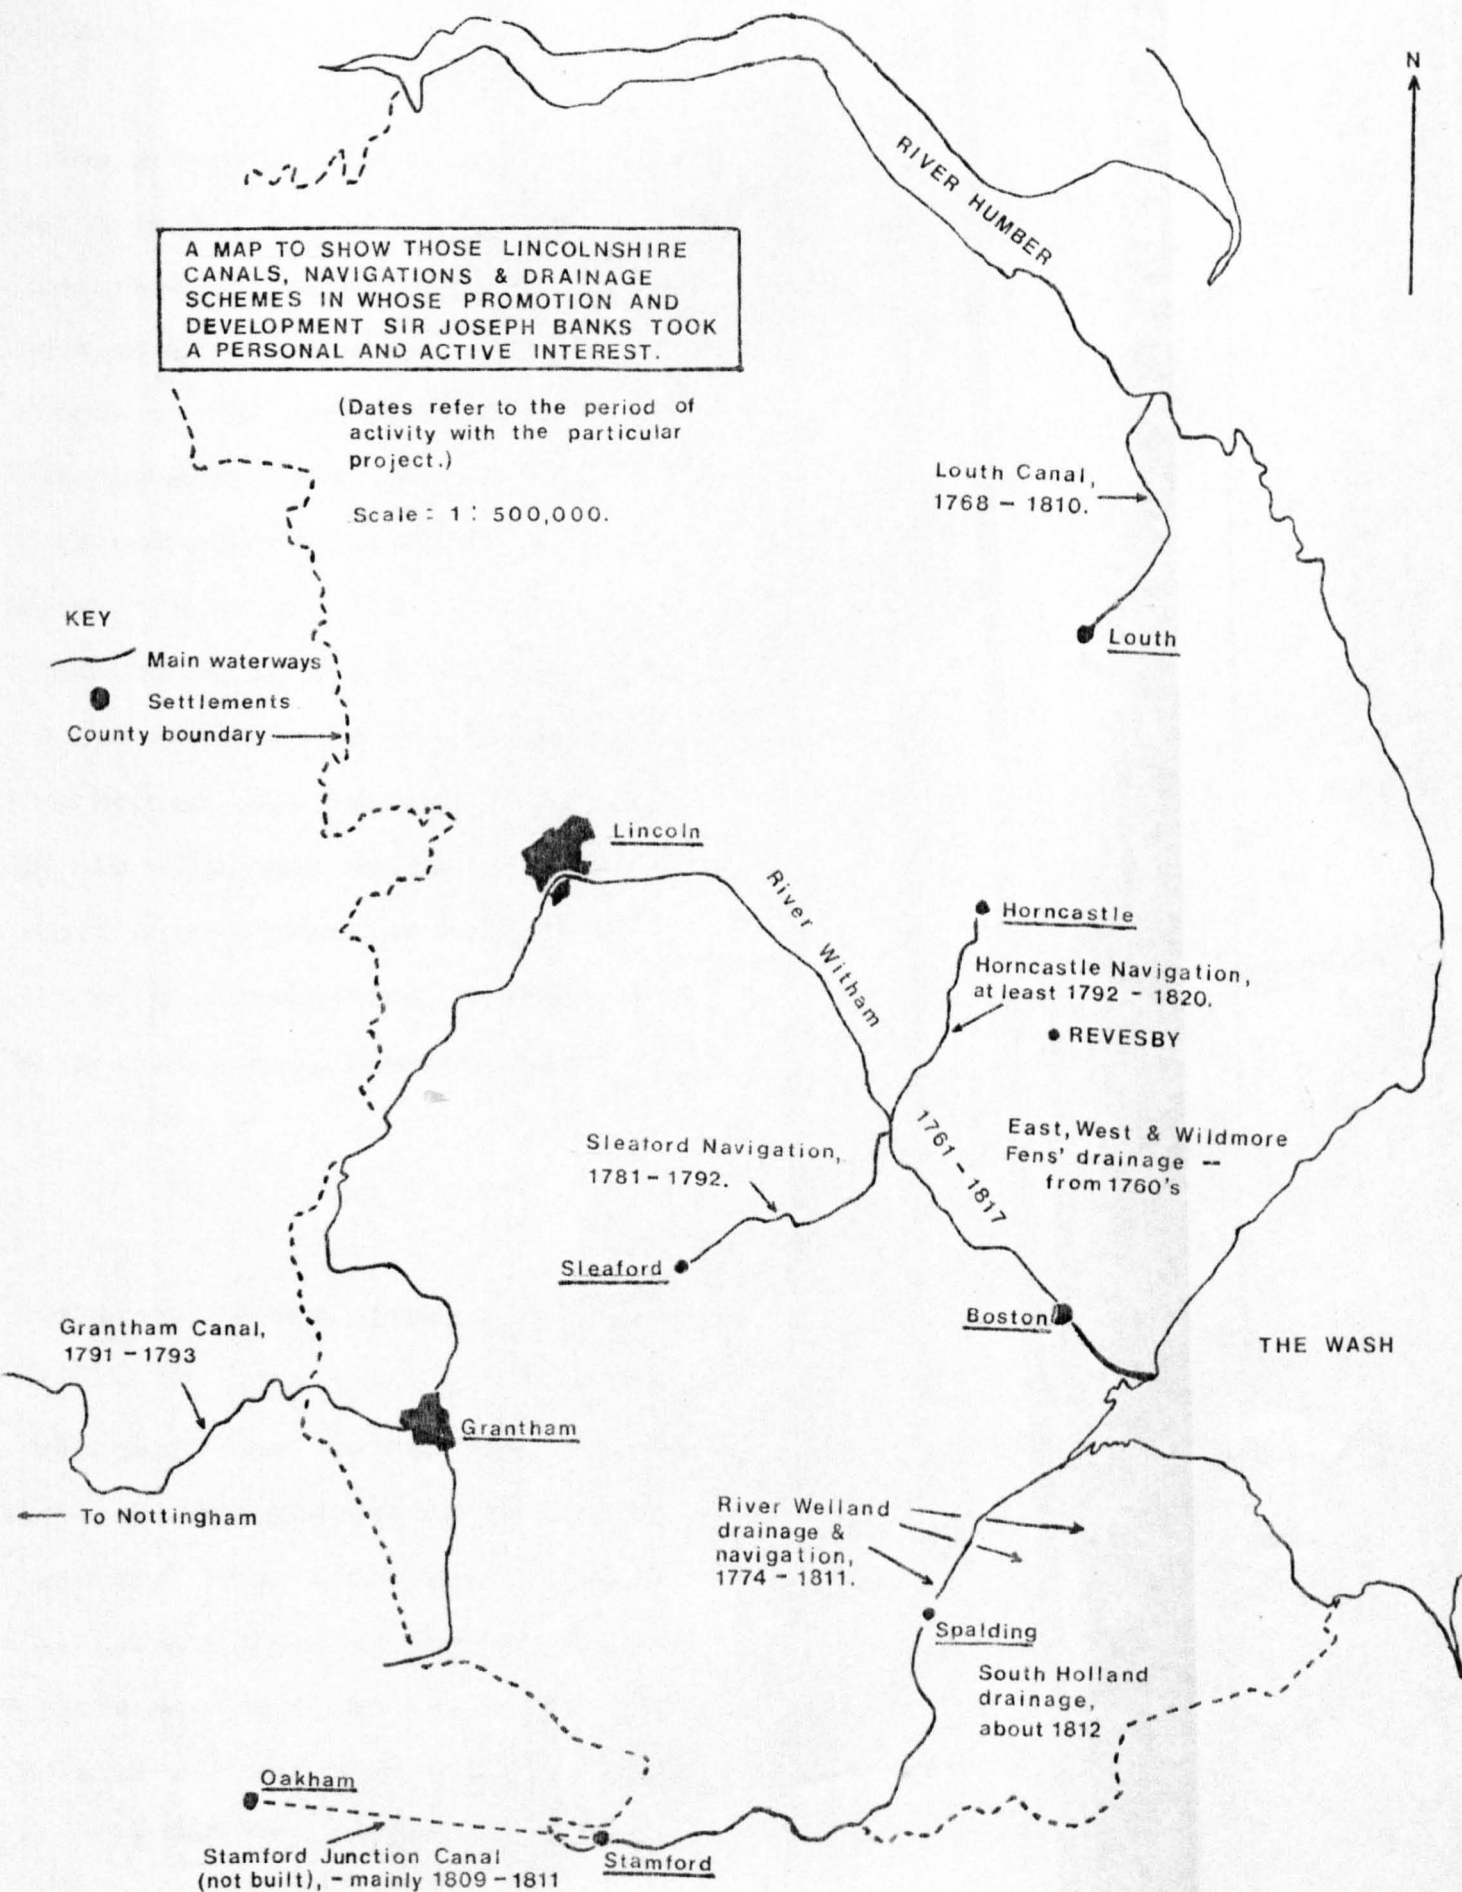 N
RIVER HUMBER
A MAP TO SHOW THOSE LINCOLNSHIRE
CANALS, NAVIGATIONS & DRAINAGE
SCHEMES IN WHOSE PROMOTION AND
DEVELOPMENT SIR JOSEPH BANKS TOOK
A PERSONAL AND ACTIVE INTEREST.
(Dates refer to the period of
activity with the particular
project.)
Scale : 1 : 500,000.
Louth Canal,
1768 - 1810.
Louth
KEY
Main waterways
Settlements
County boundary
Lincoln
River Witham
Horncastle
Horncastle Navigation,
at least 1792 - 1820.
REVESBY
1761 - 1817
East, West & Wildmore
Fens' drainage --
from 1760's
Sleaford Navigation,
1781 - 1792.
Sleaford
Boston
THE WASH
Grantham Canal,
1791 - 1793
Grantham
To Nottingham
River Welland
drainage &
navigation,
1774 - 1811.
Spalding
South Holland
drainage,
about 1812
Oakham
Stamford Junction Canal
(not built), - mainly 1809 - 1811
Stamford